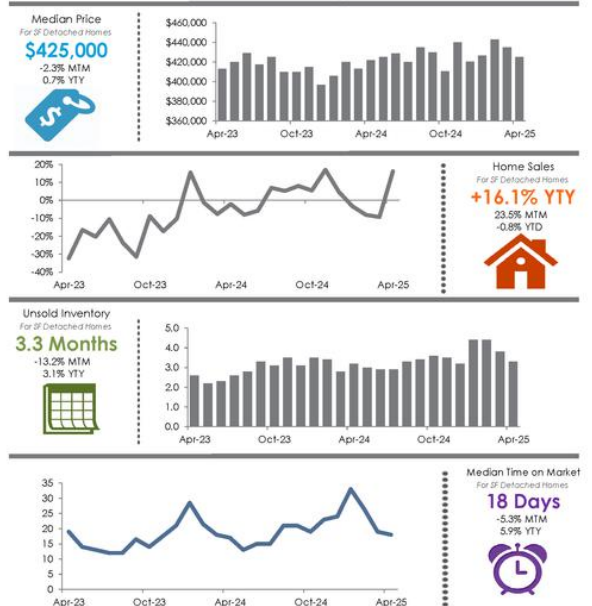 Median Price
For SF Detached Homes
$425,000
-2.3% MTM
0.7% YTY
$
$460,000
$440,000
$420,000
$400,000
$380,000
$360,000
Apr-23 Oct-23 Apr-24 Oct-24 Apr-25
20%
10%
0%
-10%
-20%
-30%
-40%
Apr-23 Oct-23 Apr-24 Oct-24 Apr-25
Home Sales
For SF Detached Homes
+16.1% YTY
23.5% MTM
-0.8% YTD
Unsold Inventory
For SF Detached Homes
3.3 Months
-13.2% MTM
3.1% YTY
5.0
4.0
3.0
2.0
1.0
0.0
Apr-23 Oct-23 Apr-24 Oct-24 Apr-25
35
30
25
20
15
10
5
0
Apr-23 Oct-23 Apr-24 Oct-24 Apr-25
Median Time on Market
For SF Detached Homes
18 Days
-5.3% MTM
5.9% YTY